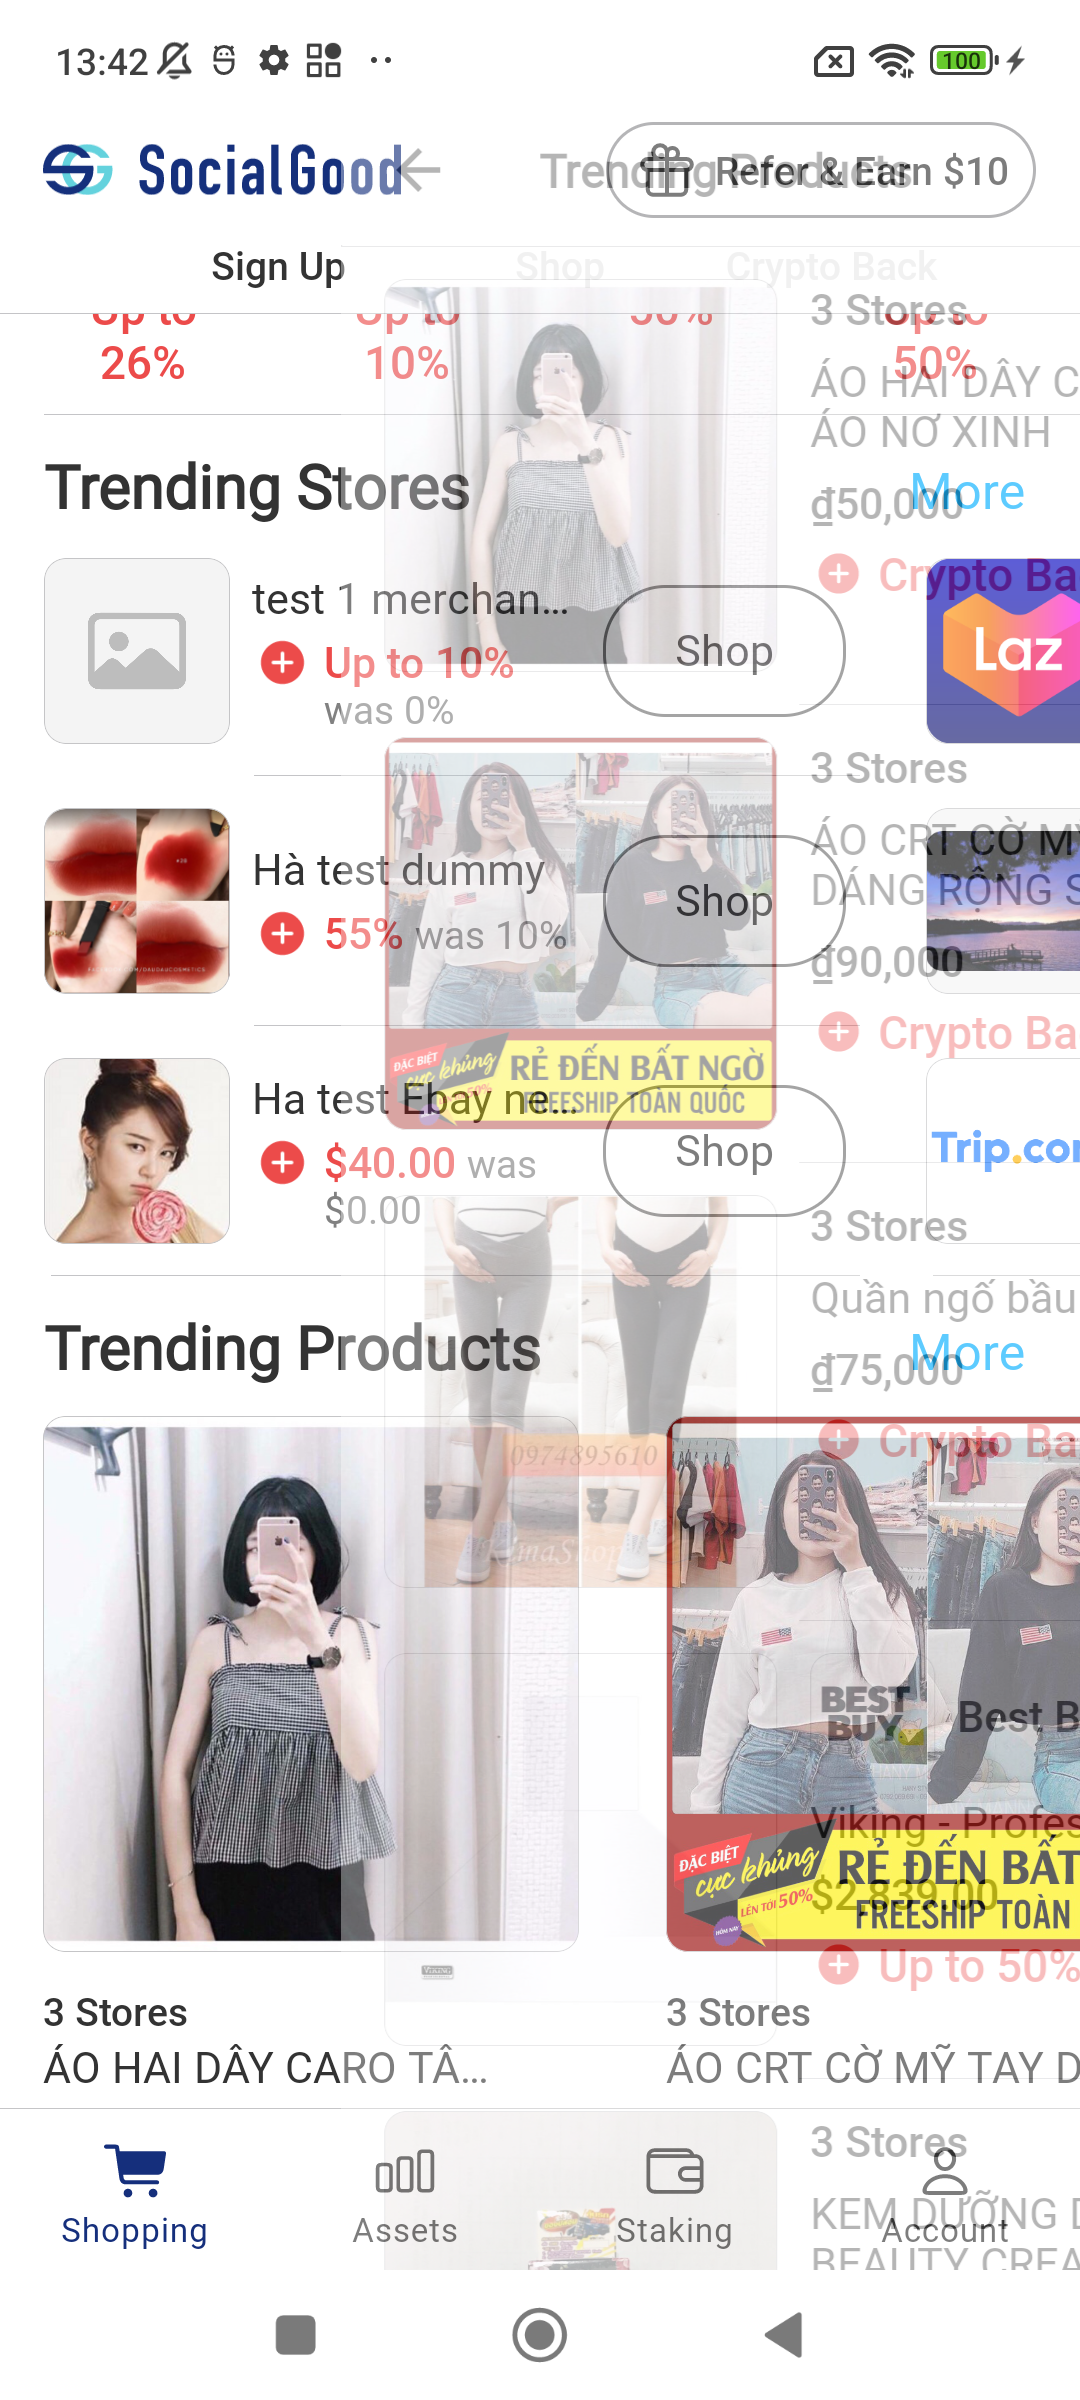 13:42
100
SocialGood
Trending Products
Refer & Earn $10
Sign Up
Shop
Crypto Back
Up to
26%
Up to
10%
50%
Up to
50%
3 Stores
ÁO HAI DÂY C
ÁO NƠ XINH
₫50,000
Crypto Ba
Trending Stores
More
test 1 merchan...
Up to 10%
was 0%
Shop
Laz
3 Stores
ÁO CRT CỜ MỸ
DÁNG RỘNG S
₫90,000
Crypto Ba
Hà test dummy
55% was 10%
Shop
ĐẶC BIỆT
cực khủng
RẺ ĐẾN BẤT NGỜ
FREESHIP TOÀN QUỐC
Ha test Ebay ne...
$40.00 was
$0.00
Shop
Trip.com
3 Stores
Quần ngố bầu
₫75,000
Crypto Ba
Trending Products
More
0974895610
BEST
BUY
Best B
Viking - Profes
$2,839.00
Up to 50%
ĐẶC BIỆT
cực khủng
LÊN TỚI 50%
RẺ ĐẾN BẤT
FREESHIP TOÀN
3 Stores
ÁO HAI DÂY CARO TÂ...
3 Stores
ÁO CRT CỜ MỸ TAY D
3 Stores
KEM DƯỠNG D
BEAUTY CREA
Shopping
Assets
Staking
Account